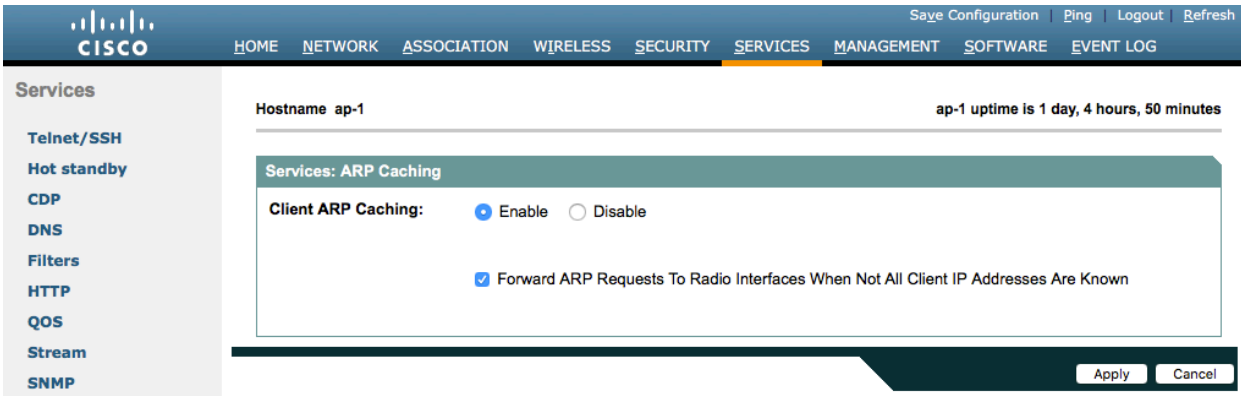 Save Configuration | Ping | Logout | Refresh
CISCO
HOME NETWORK ASSOCIATION WIRELESS SECURITY SERVICES MANAGEMENT SOFTWARE EVENT LOG
Services
Telnet/SSH
Hot standby
CDP
DNS
Filters
HTTP
QOS
Stream
SNMP
Hostname ap-1
ap-1 uptime is 1 day, 4 hours, 50 minutes
Services: ARP Caching
Client ARP Caching: Enable Disable
Forward ARP Requests To Radio Interfaces When Not All Client IP Addresses Are Known
Apply Cancel